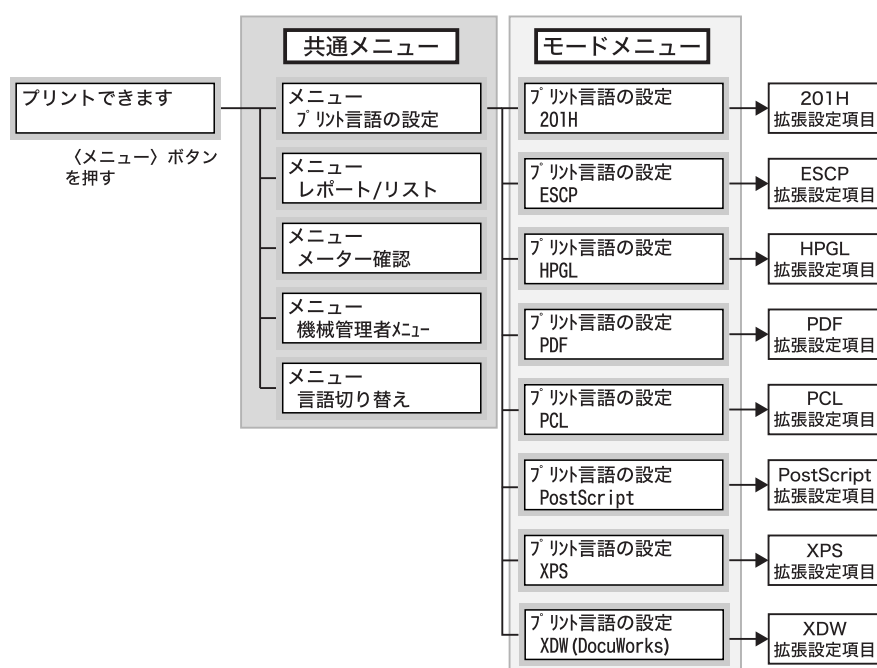 共通メニュー
モードメニュー
プリントできます
〈メニュー〉ボタン
を押す
メニュー
ﾌﾟﾘﾝﾄ言語の設定
メニュー
レポート/リスト
メニュー
メーター確認
メニュー
機械管理者ﾒﾆｭｰ
メニュー
言語切り替え
ﾌﾟﾘﾝﾄ言語の設定
201H
ﾌﾟﾘﾝﾄ言語の設定
ESCP
ﾌﾟﾘﾝﾄ言語の設定
HPGL
ﾌﾟﾘﾝﾄ言語の設定
PDF
ﾌﾟﾘﾝﾄ言語の設定
PCL
ﾌﾟﾘﾝﾄ言語の設定
PostScript
ﾌﾟﾘﾝﾄ言語の設定
XPS
ﾌﾟﾘﾝﾄ言語の設定
XDW(DocuWorks)
201H
拡張設定項目
ESCP
拡張設定項目
HPGL
拡張設定項目
PDF
拡張設定項目
PCL
拡張設定項目
PostScript
拡張設定項目
XPS
拡張設定項目
XDW
拡張設定項目